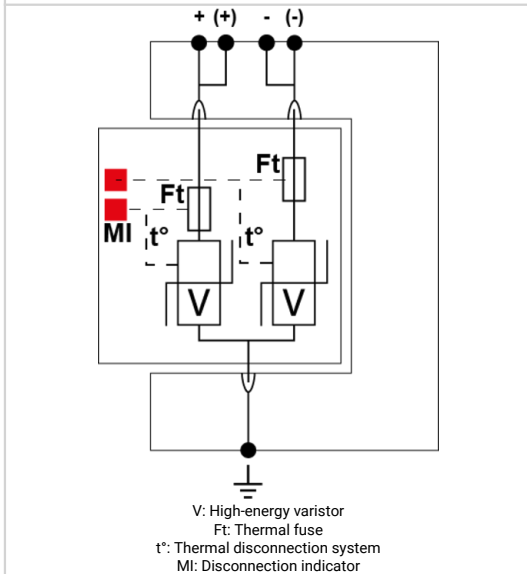 + (+) - (-)
Ft
Ft
MI t° t°
V V
V: High-energy varistor
Ft: Thermal fuse
t°: Thermal disconnection system
MI: Disconnection indicator